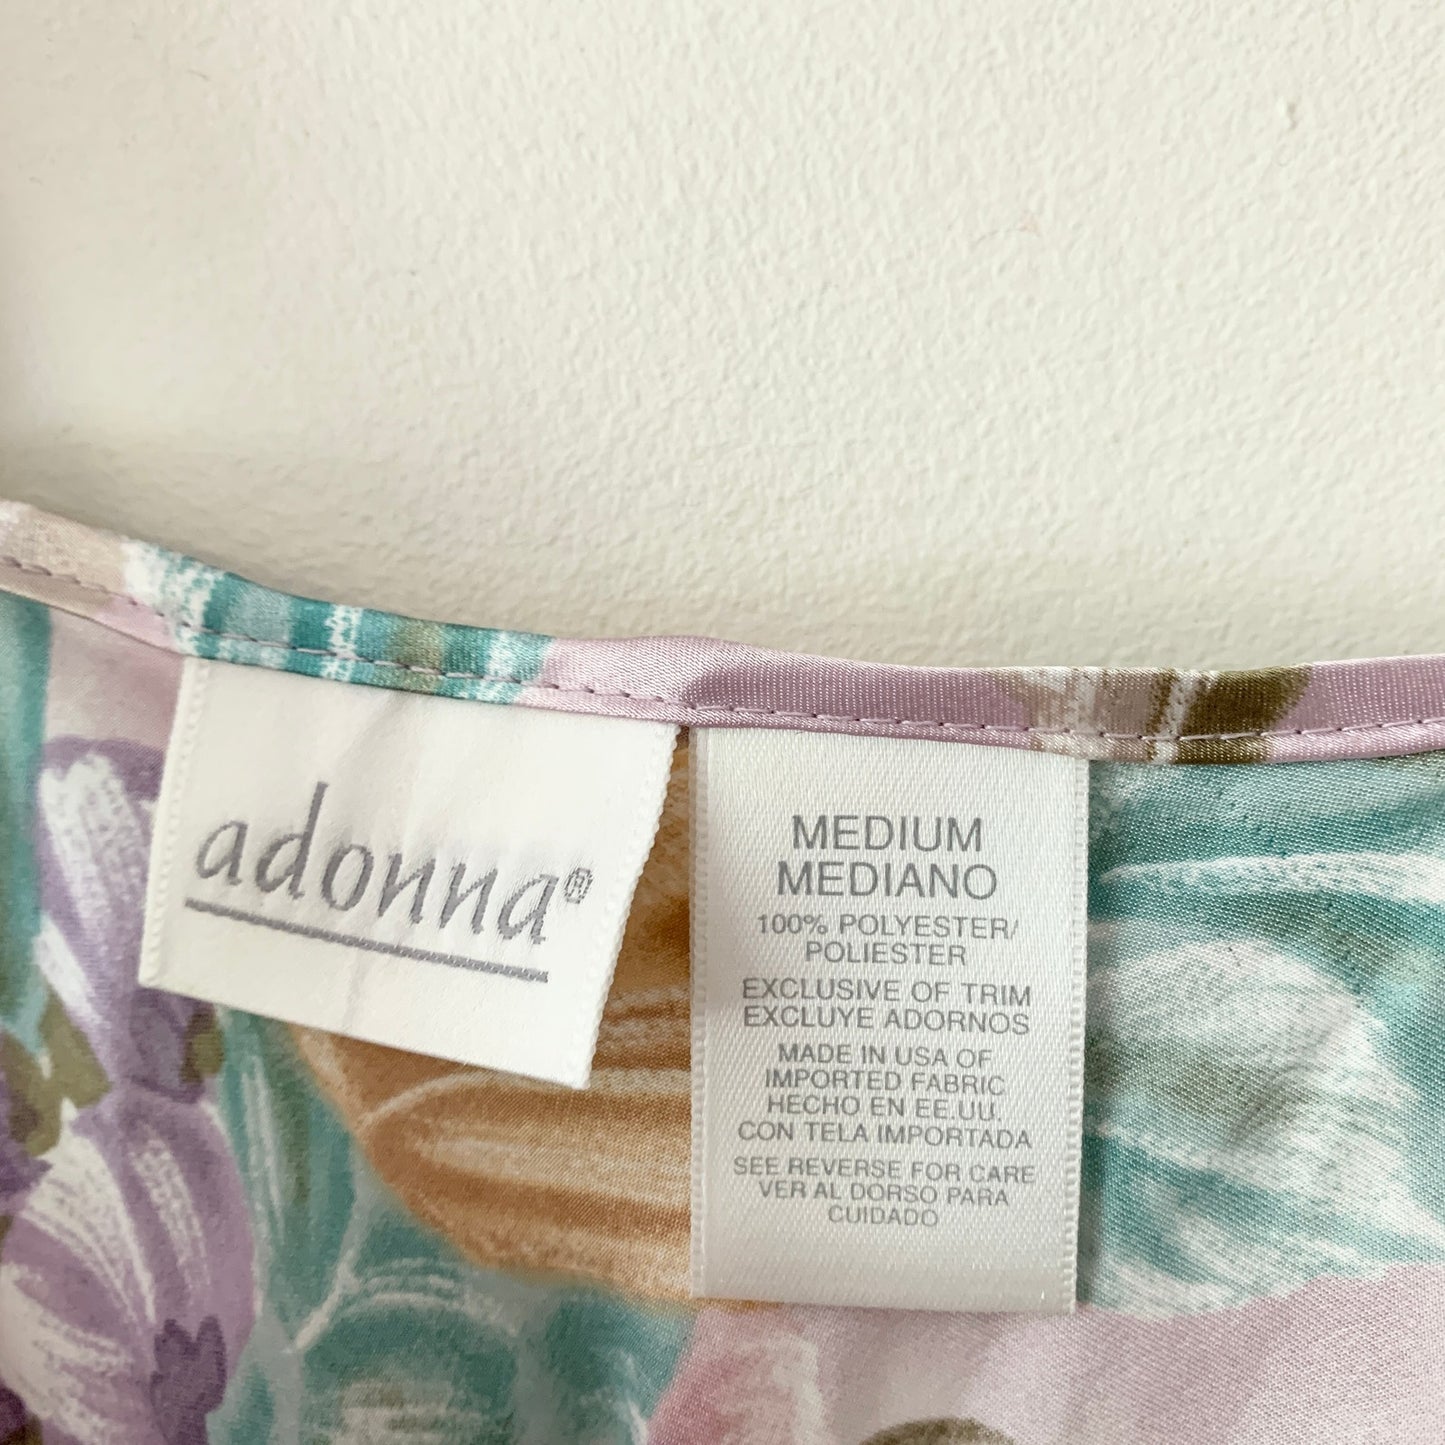 adonna®
MEDIUM
MEDIANO
100% POLYESTER/
POLIESTER
EXCLUSIVE OF TRIM
EXCLUYE ADORNOS
MADE IN USA OF
IMPORTED FABRIC
HECHO EN EE.UU.
CON TELA IMPORTADA
SEE REVERSE FOR CARE
VER AL DORSO PARA
CUIDADO